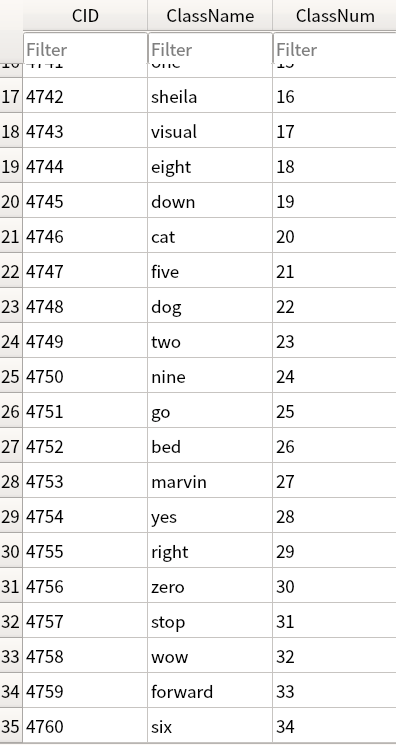 CID ClassName ClassNum
Filter Filter Filter
16 4741 one 15
17 4742 sheila 16
18 4743 visual 17
19 4744 eight 18
20 4745 down 19
21 4746 cat 20
22 4747 five 21
23 4748 dog 22
24 4749 two 23
25 4750 nine 24
26 4751 go 25
27 4752 bed 26
28 4753 marvin 27
29 4754 yes 28
30 4755 right 29
31 4756 zero 30
32 4757 stop 31
33 4758 wow 32
34 4759 forward 33
35 4760 six 34